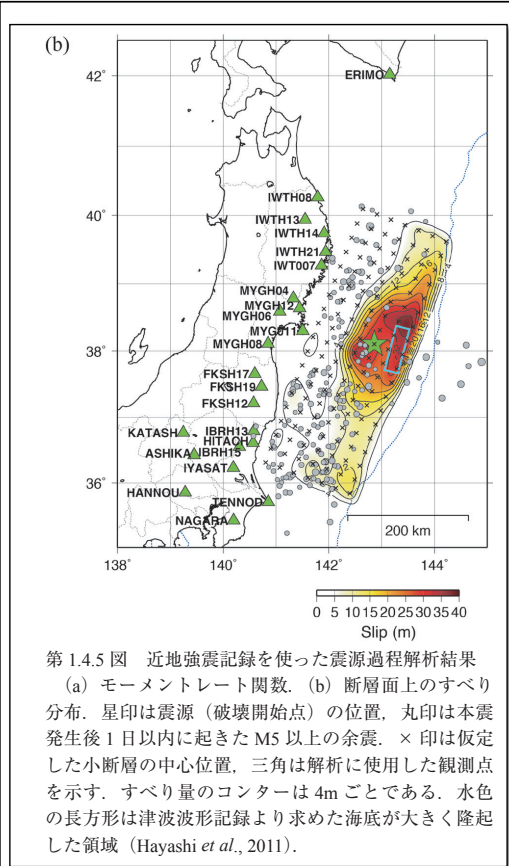 (b)
42°
40°
38°
36°
138°
140°
142°
144°
ERIMO
IWTH08
IWTH13
IWTH14
IWTH21
IWT007
MYGH04
MYGH12
MYGH06
MYG011
MYGH08
FKSH17
FKSH19
FKSH12
KATASH
IBRH13
HITAOH
ASHIKA
IBRH15
IYASAT
HANNOU
TENNOD
NAGARA
200 km
0 5 10 15 20 25 30 35 40
Slip (m)
第 1.4.5 図 近地強震記録を使った震源過程解析結果
(a) モーメントレート関数.(b) 断層面上のすべり
分布.星印は震源(破壊開始点)の位置,丸印は本震
発生後 1 日以内に起きた M5 以上の余震.× 印は仮定
した小断層の中心位置,三角は解析に使用した観測点
を示す.すべり量のコンターは 4m ごとである.水色
の長方形は津波波形記録より求めた海底が大きく隆起
した領域(Hayashi et al., 2011).